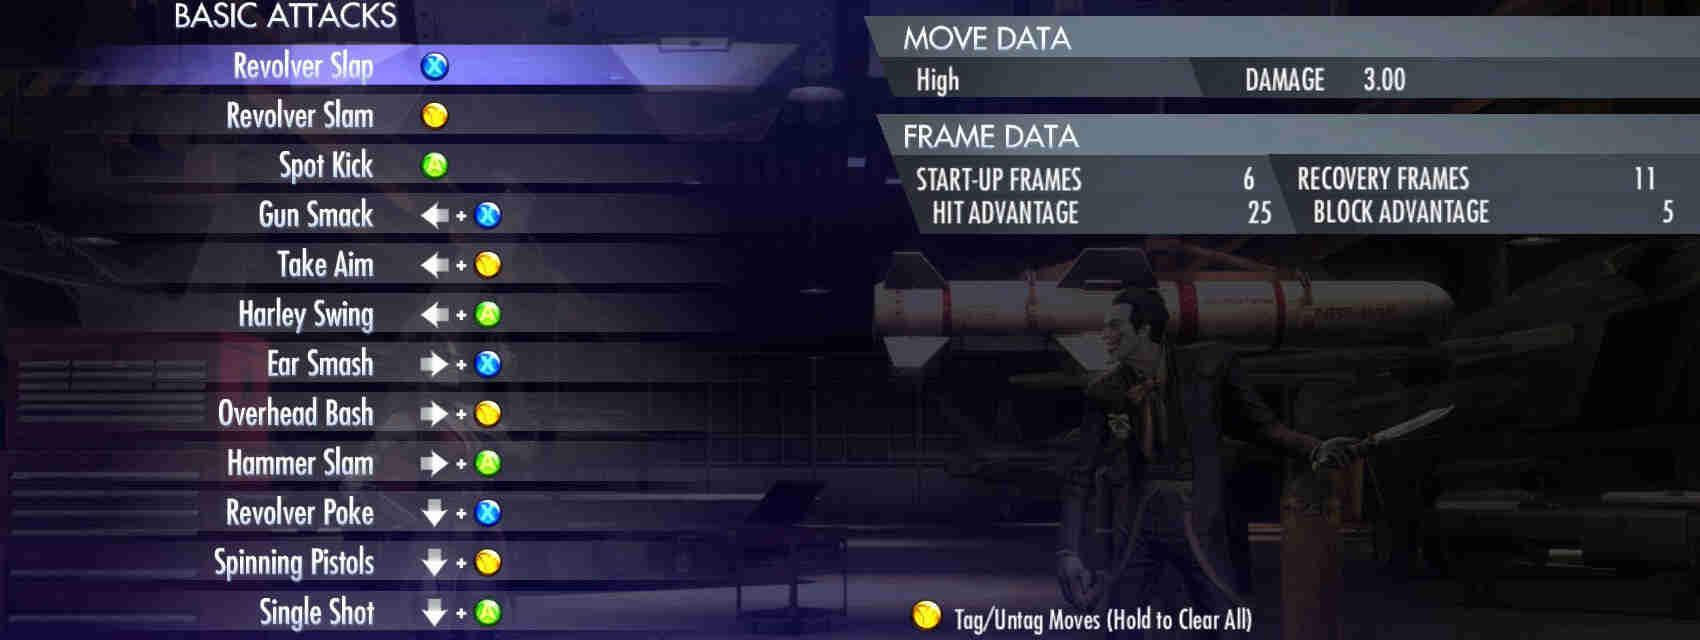 BASIC ATTACKS
Revolver Slap X
Revolver Slam Y
Spot Kick A
Gun Smack + X
Take Aim + Y
Harley Swing + A
Ear Smash + X
Overhead Bash + Y
Hammer Slam + A
Revolver Poke + X
Spinning Pistols + Y
Single Shot + A
MOVE DATA
High DAMAGE 3.00
FRAME DATA
START-UP FRAMES 6 RECOVERY FRAMES 11
HIT ADVANTAGE 25 BLOCK ADVANTAGE 5
Y Tag/Untag Moves (Hold to Clear All)